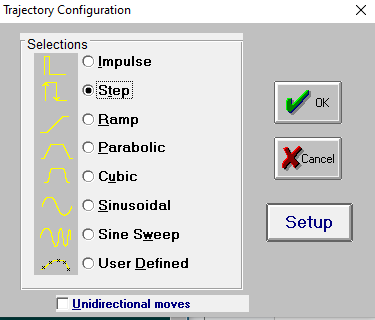 Trajectory Configuration
Selections
Impulse
Step
Ramp
Parabolic
Cubic
Sinusoidal
Sine Sweep
User Defined
OK
Cancel
Setup
Unidirectional moves